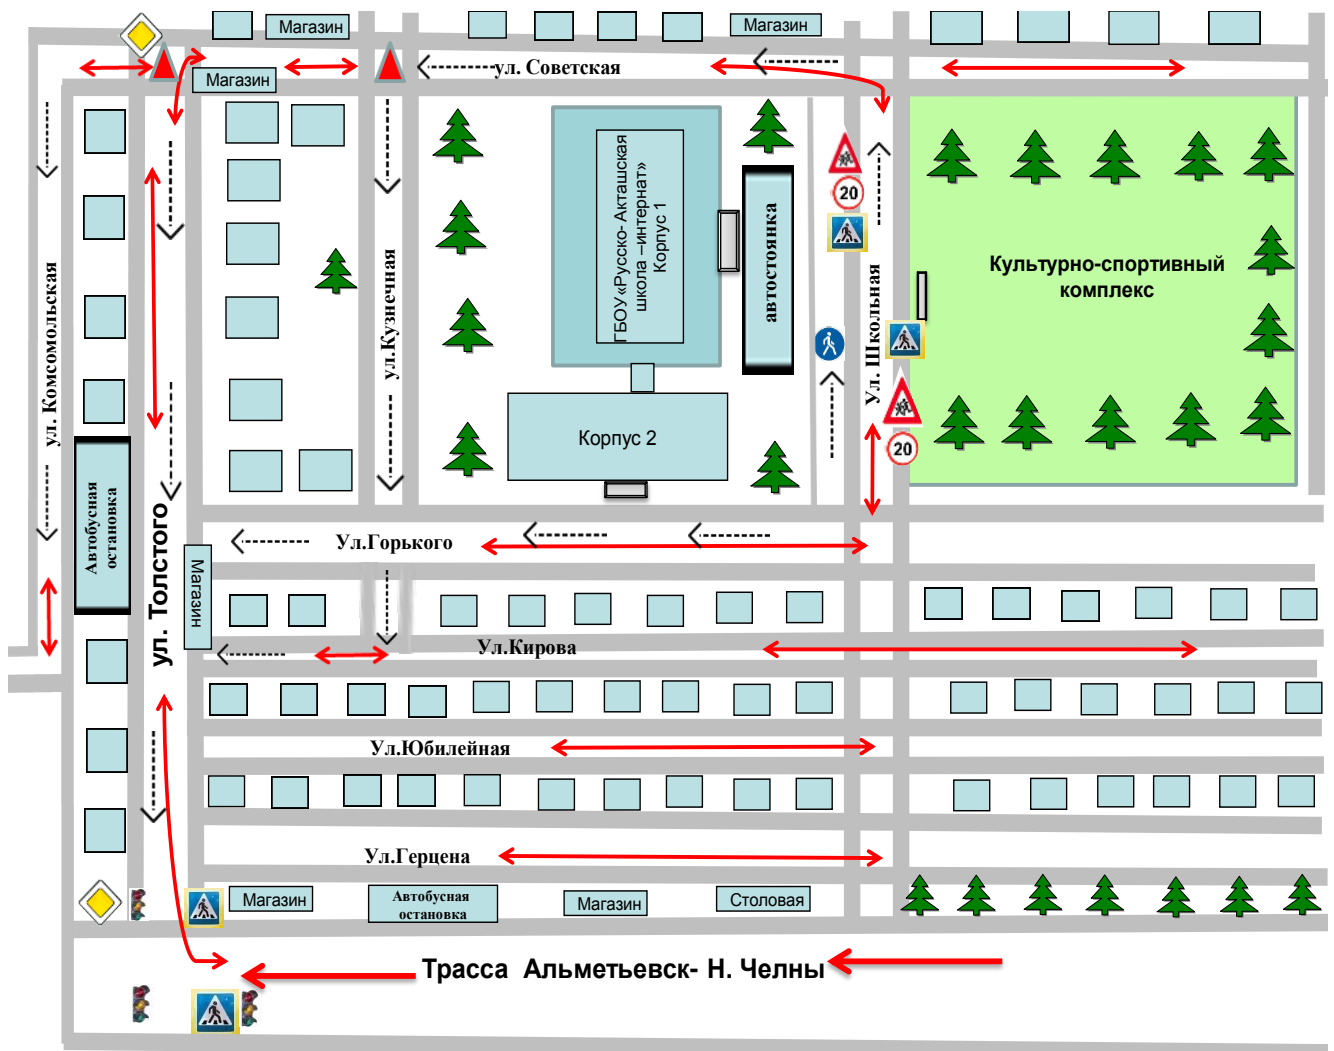 Магазин
Магазин
ул. Советская
Магазин
ул. Комсомольская
ул.Кузнечная
ГБОУ «Русско- Акташская
школа –интернат»
Корпус 1
автостоянка
20
Ул. Школьная
Культурно-спортивный
комплекс
20
Корпус 2
Автобусная
остановка
ул. Толстого
Магазин
Ул.Горького
Ул.Кирова
Ул.Юбилейная
Ул.Герцена
Магазин
Автобусная
остановка
Магазин
Столовая
Трасса Альметьевск- Н. Челны